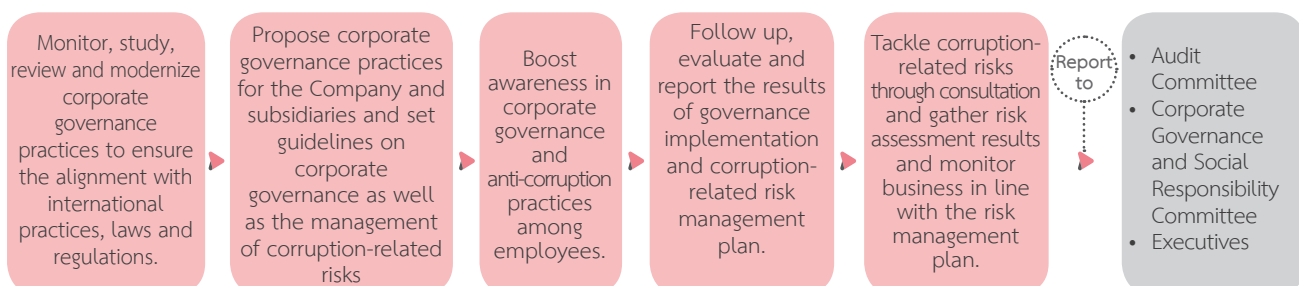 Monitor, study,
review and modernize
corporate
governance
practices to ensure
the alignment with
international
practices, laws and
regulations.
Propose corporate
governance practices
for the Company and
subsidiaries and set
guidelines on
corporate
governance as well
as the management
of corruption-related
risks
Boost
awareness in
corporate
governance
and
anti-corruption
practices
among
employees.
Follow up,
evaluate and
report the results
of governance
implementation
and corruption-
related risk
management
plan.
Tackle corruption-
related risks
through consultation
and gather risk
assessment results
and monitor
business in line
with the risk
management
plan.
Report
to
• Audit
Committee
• Corporate
Governance
and Social
Responsibility
Committee
• Executives